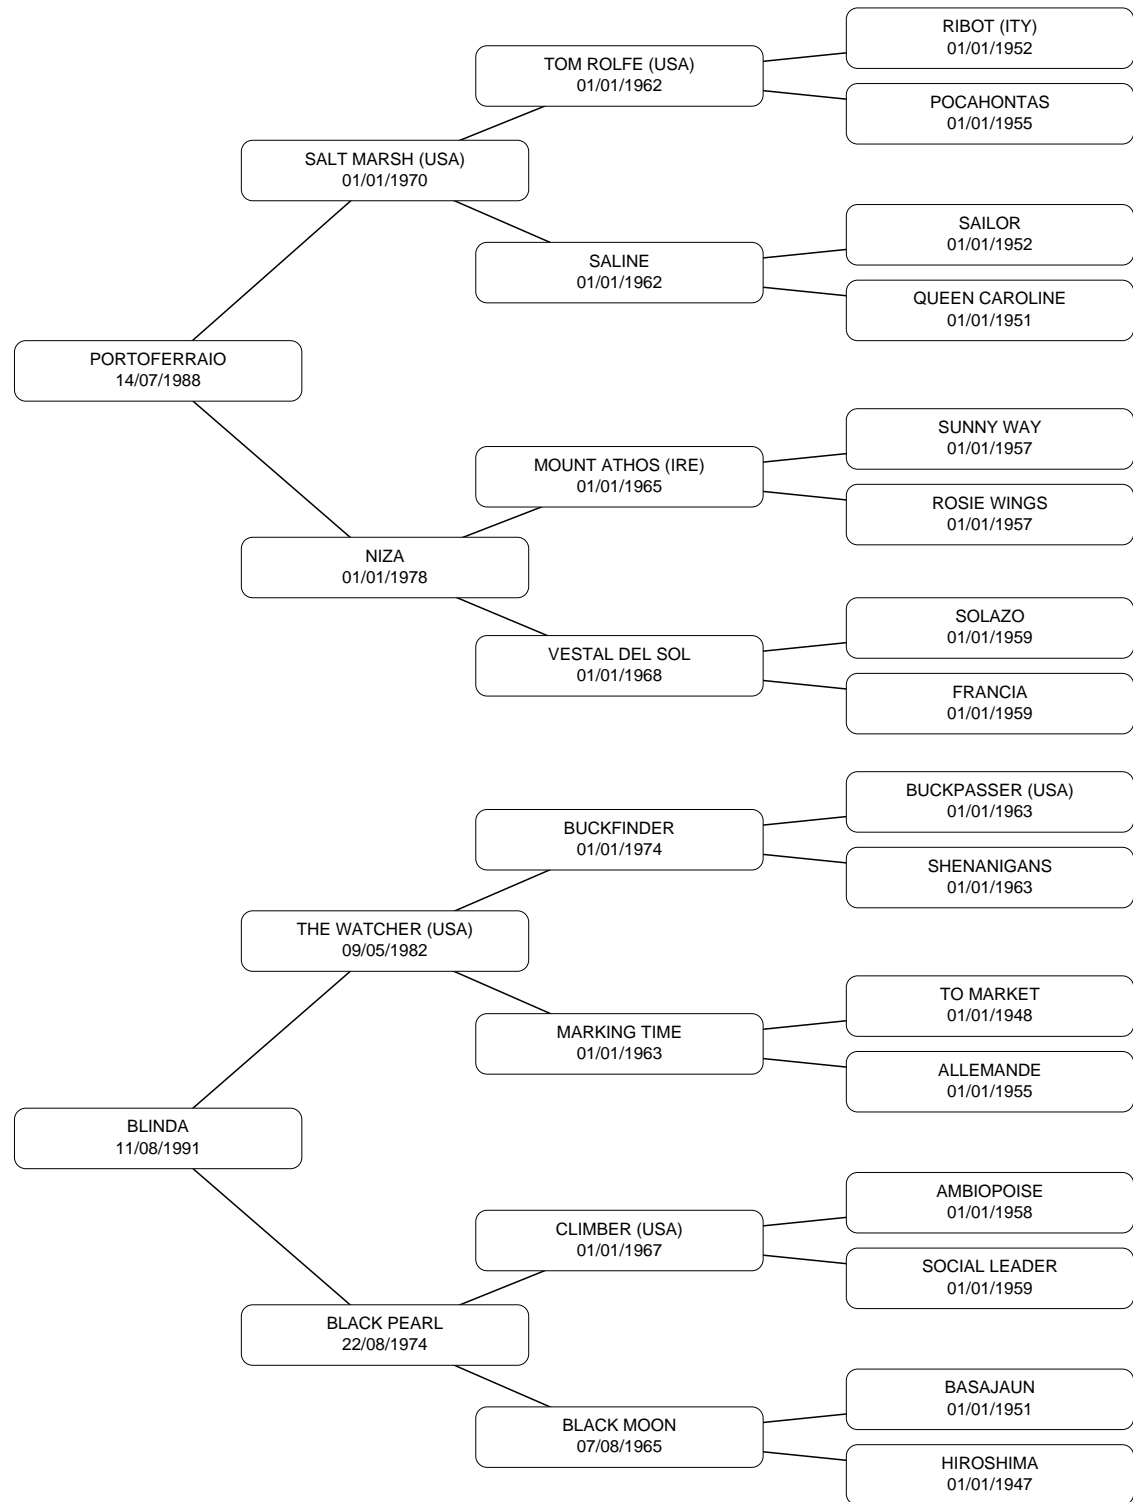 RIBOT (ITY)
01/01/1952
TOM ROLFE (USA)
01/01/1962
POCAHONTAS
01/01/1955
SALT MARSH (USA)
01/01/1970
SAILOR
01/01/1952
SALINE
01/01/1962
QUEEN CAROLINE
01/01/1951
PORTOFERRAIO
14/07/1988
SUNNY WAY
01/01/1957
MOUNT ATHOS (IRE)
01/01/1965
ROSIE WINGS
01/01/1957
NIZA
01/01/1978
SOLAZO
01/01/1959
VESTAL DEL SOL
01/01/1968
FRANCIA
01/01/1959
BUCKPASSER (USA)
01/01/1963
BUCKFINDER
01/01/1974
SHENANIGANS
01/01/1963
THE WATCHER (USA)
09/05/1982
TO MARKET
01/01/1948
MARKING TIME
01/01/1963
ALLEMANDE
01/01/1955
BLINDA
11/08/1991
AMBIOPOISE
01/01/1958
CLIMBER (USA)
01/01/1967
SOCIAL LEADER
01/01/1959
BLACK PEARL
22/08/1974
BASAJAUN
01/01/1951
BLACK MOON
07/08/1965
HIROSHIMA
01/01/1947